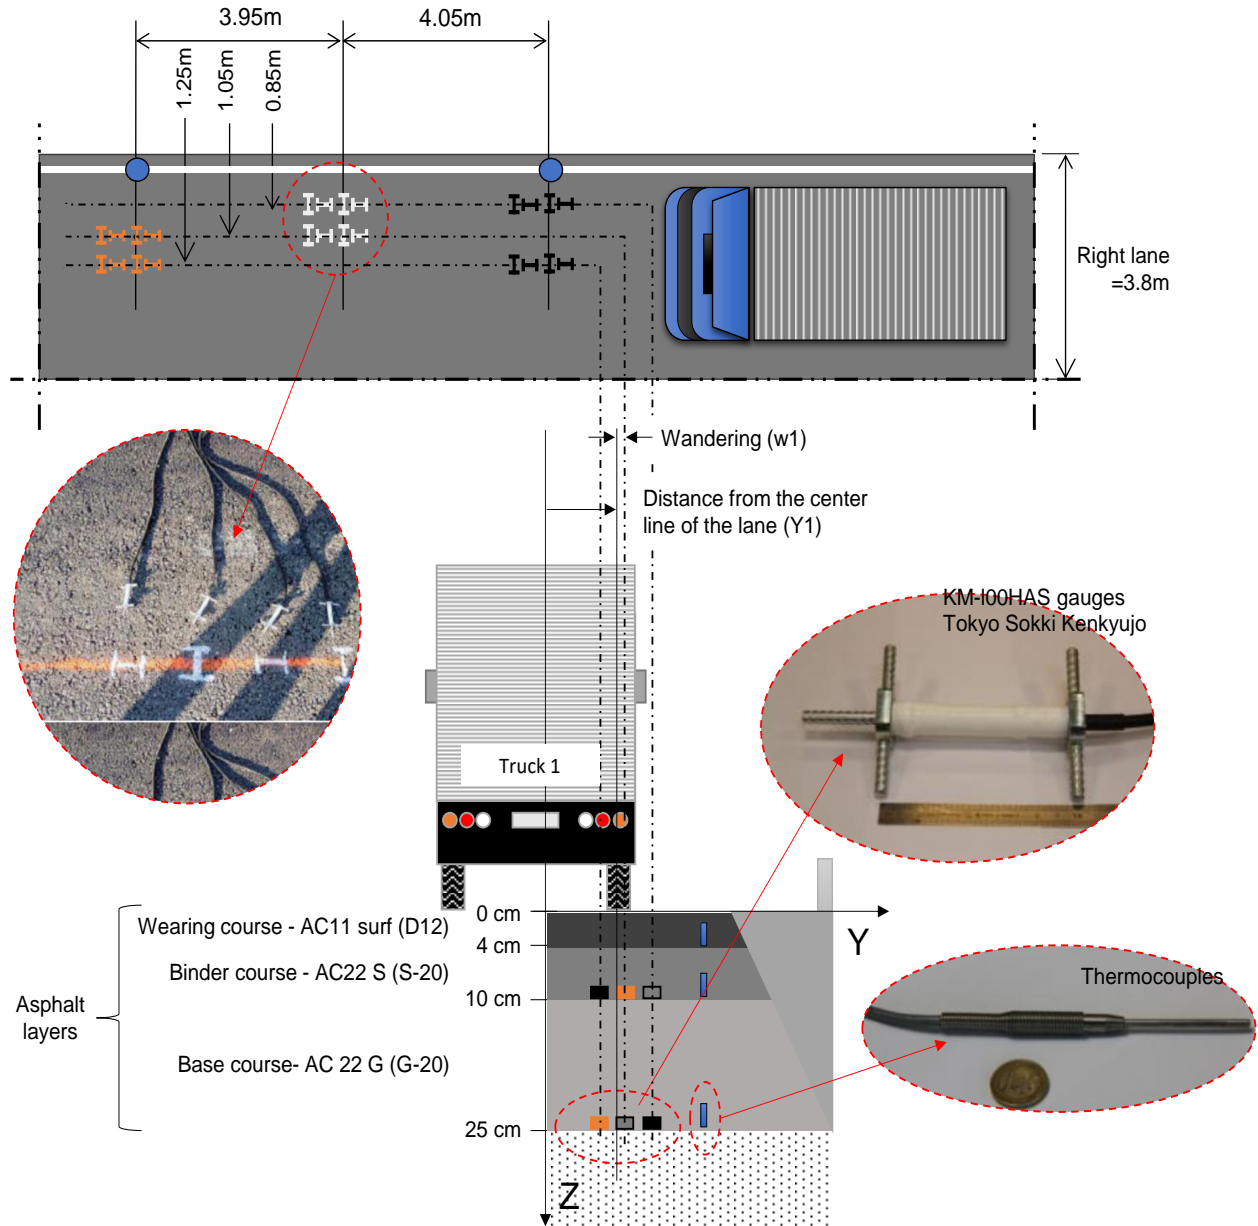 3.95m
4.05m
1.25m
1.05m
0.85m
Right lane
=3.8m
Wandering (w1)
Distance from the center
line of the lane (Y1)
KM-I00HAS gauges
Tokyo Sokki Kenkyujo
Truck 1
0 cm
Wearing course - AC11 surf (D12)
4 cm
Y
Binder course - AC22 S (S-20)
Thermocouples
10 cm
Asphalt
layers
Base course- AC 22 G (G-20)
25 cm
Z